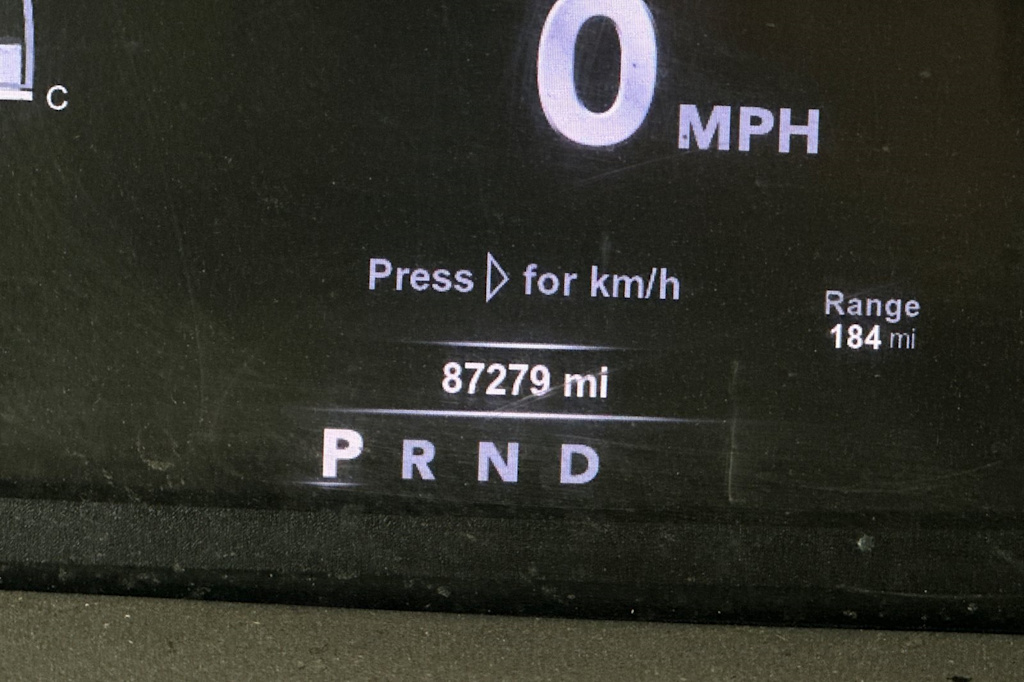 0 MPH
C
Press ▷ for km/h
Range
184 mi
87279 mi
P R N D